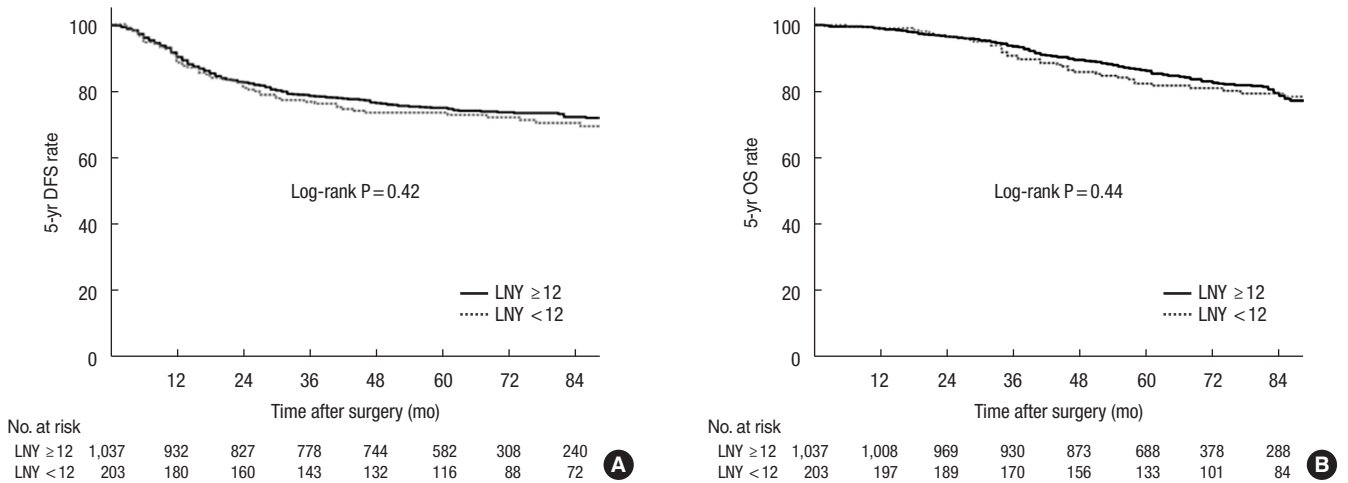 100
80
60
40
20
0
5-yr DFS rate
Log-rank P=0.42
LNY ≥12
LNY <12
12 24 36 48 60 72 84
Time after surgery (mo)
No. at risk
LNY ≥12 1,037 932 827 778 744 582 308 240
LNY <12 203 180 160 143 132 116 88 72
A
100
80
60
40
20
0
5-yr OS rate
Log-rank P=0.44
LNY ≥12
LNY <12
12 24 36 48 60 72 84
Time after surgery (mo)
No. at risk
LNY ≥12 1,037 1,008 969 930 873 688 378 288
LNY <12 203 197 189 170 156 133 101 84
B